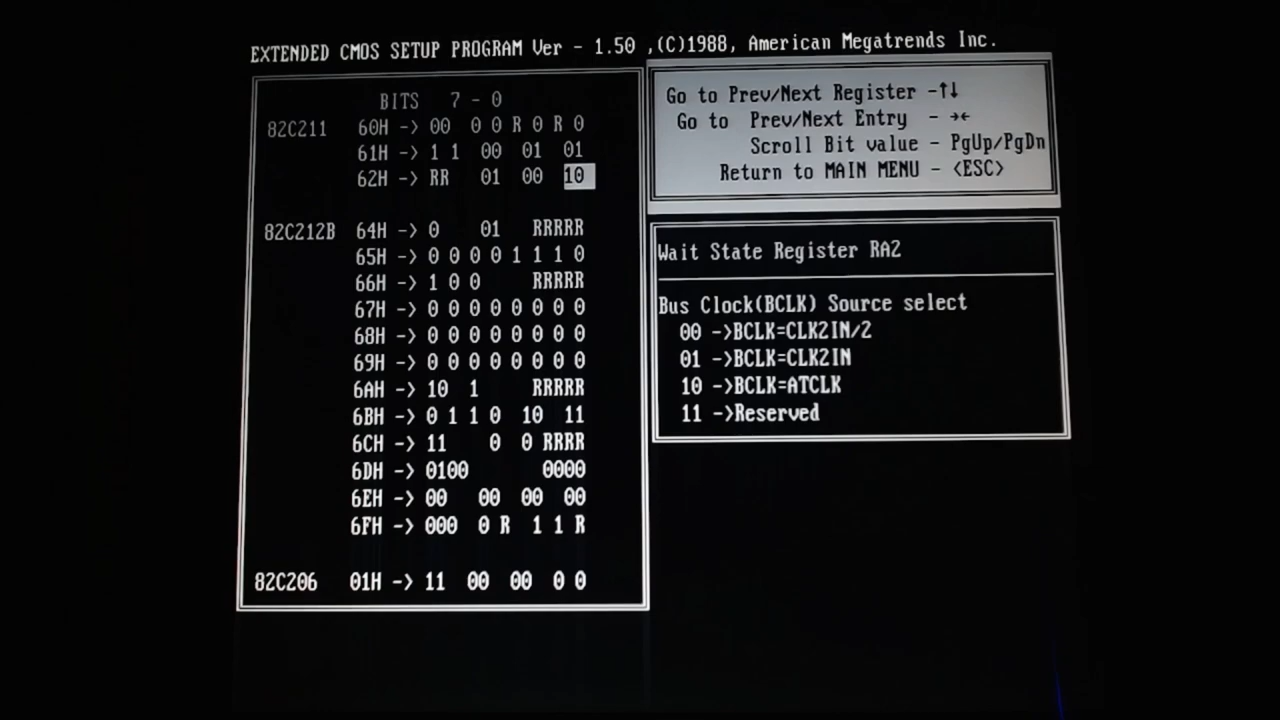 EXTENDED CMOS SETUP PROGRAM Ver - 1.50 ,(C)1988, American Megatrends Inc.
BITS 7 - 0
82C211 60H -> 00 0 0 R 0 R 0
61H -> 1 1 00 01 01
62H -> RR 01 00 10
82C212B 64H -> 0 01 RRRRR
65H -> 0 0 0 0 1 1 1 0
66H -> 1 0 0 RRRRR
67H -> 0 0 0 0 0 0 0 0
68H -> 0 0 0 0 0 0 0 0
69H -> 0 0 0 0 0 0 0 0
6AH -> 10 1 RRRRR
6BH -> 0 1 1 0 10 11
6CH -> 11 0 0 RRRR
6DH -> 0100 0000
6EH -> 00 00 00 00
6FH -> 000 0 R 1 1 R
82C206 01H -> 11 00 00 0 0
Go to Prev/Next Register -↑↓
Go to Prev/Next Entry - →←
Scroll Bit value - PgUp/PgDn
Return to MAIN MENU - <ESC>
Wait State Register RA2
Bus Clock(BCLK) Source select
00 ->BCLK=CLK2IN/2
01 ->BCLK=CLK2IN
10 ->BCLK=ATCLK
11 ->Reserved